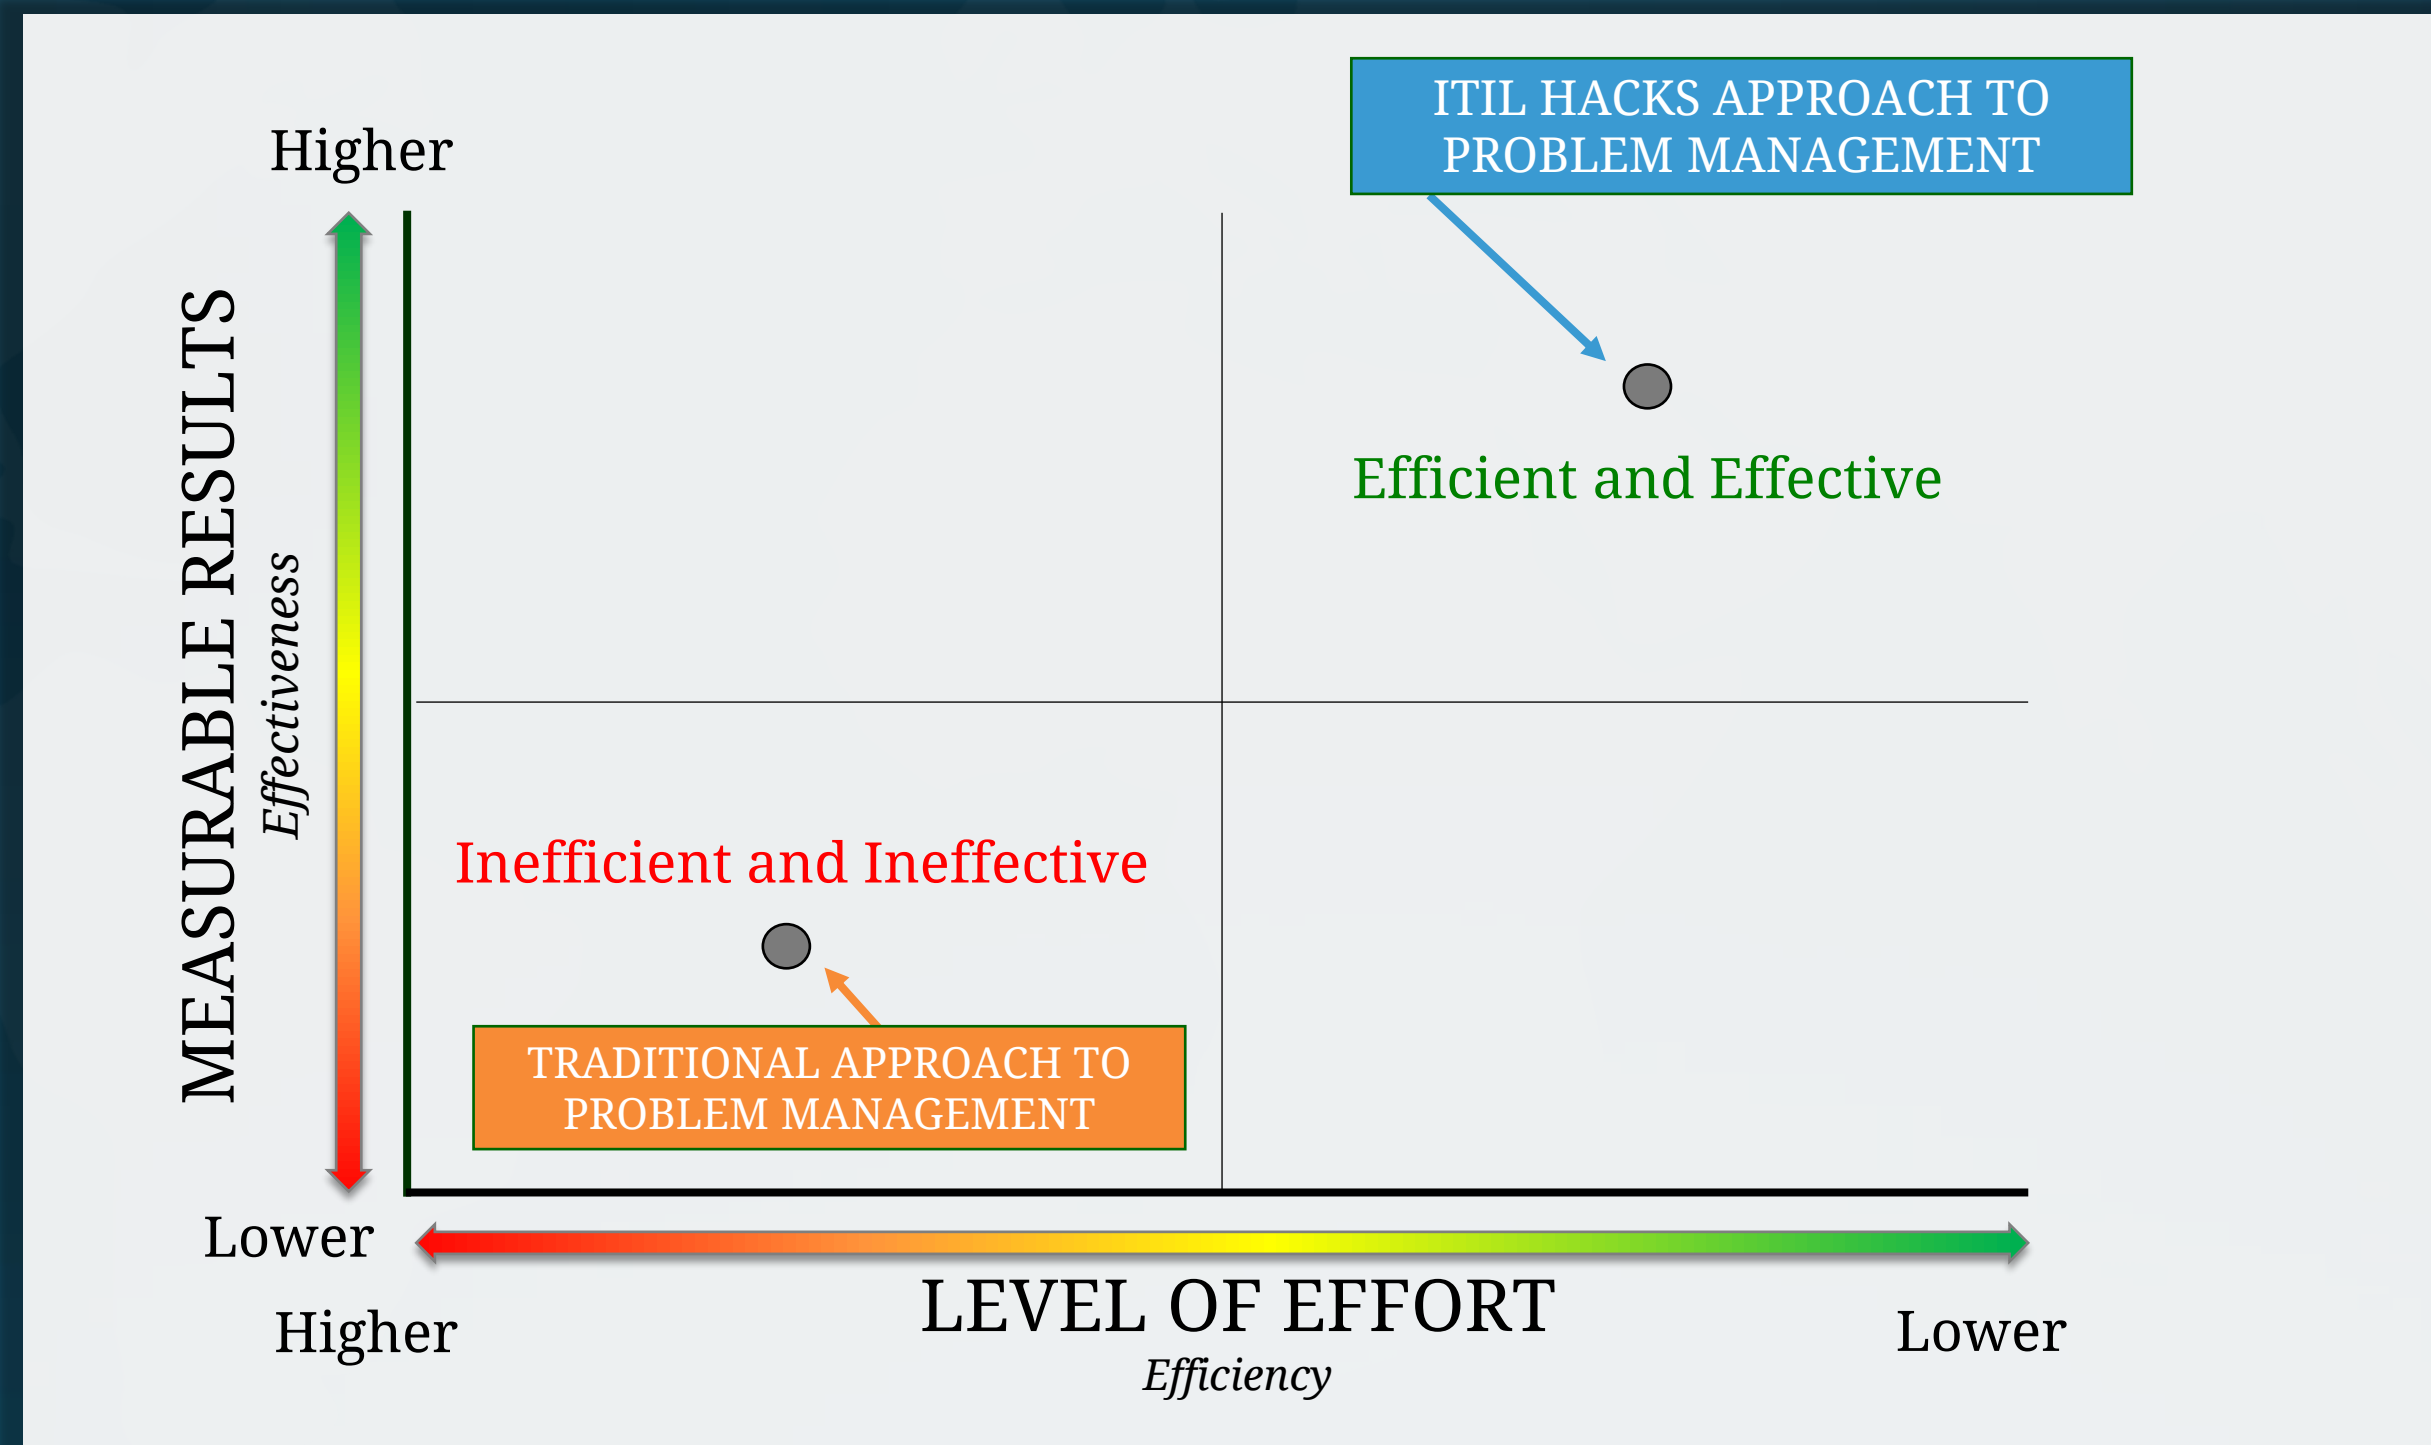 ITIL HACKS APPROACH TO
PROBLEM MANAGEMENT
Higher
MEASURABLE RESULTS
Effectiveness
Efficient and Effective
Inefficient and Ineffective
TRADITIONAL APPROACH TO
PROBLEM MANAGEMENT
Lower
Higher
LEVEL OF EFFORT
Efficiency
Lower